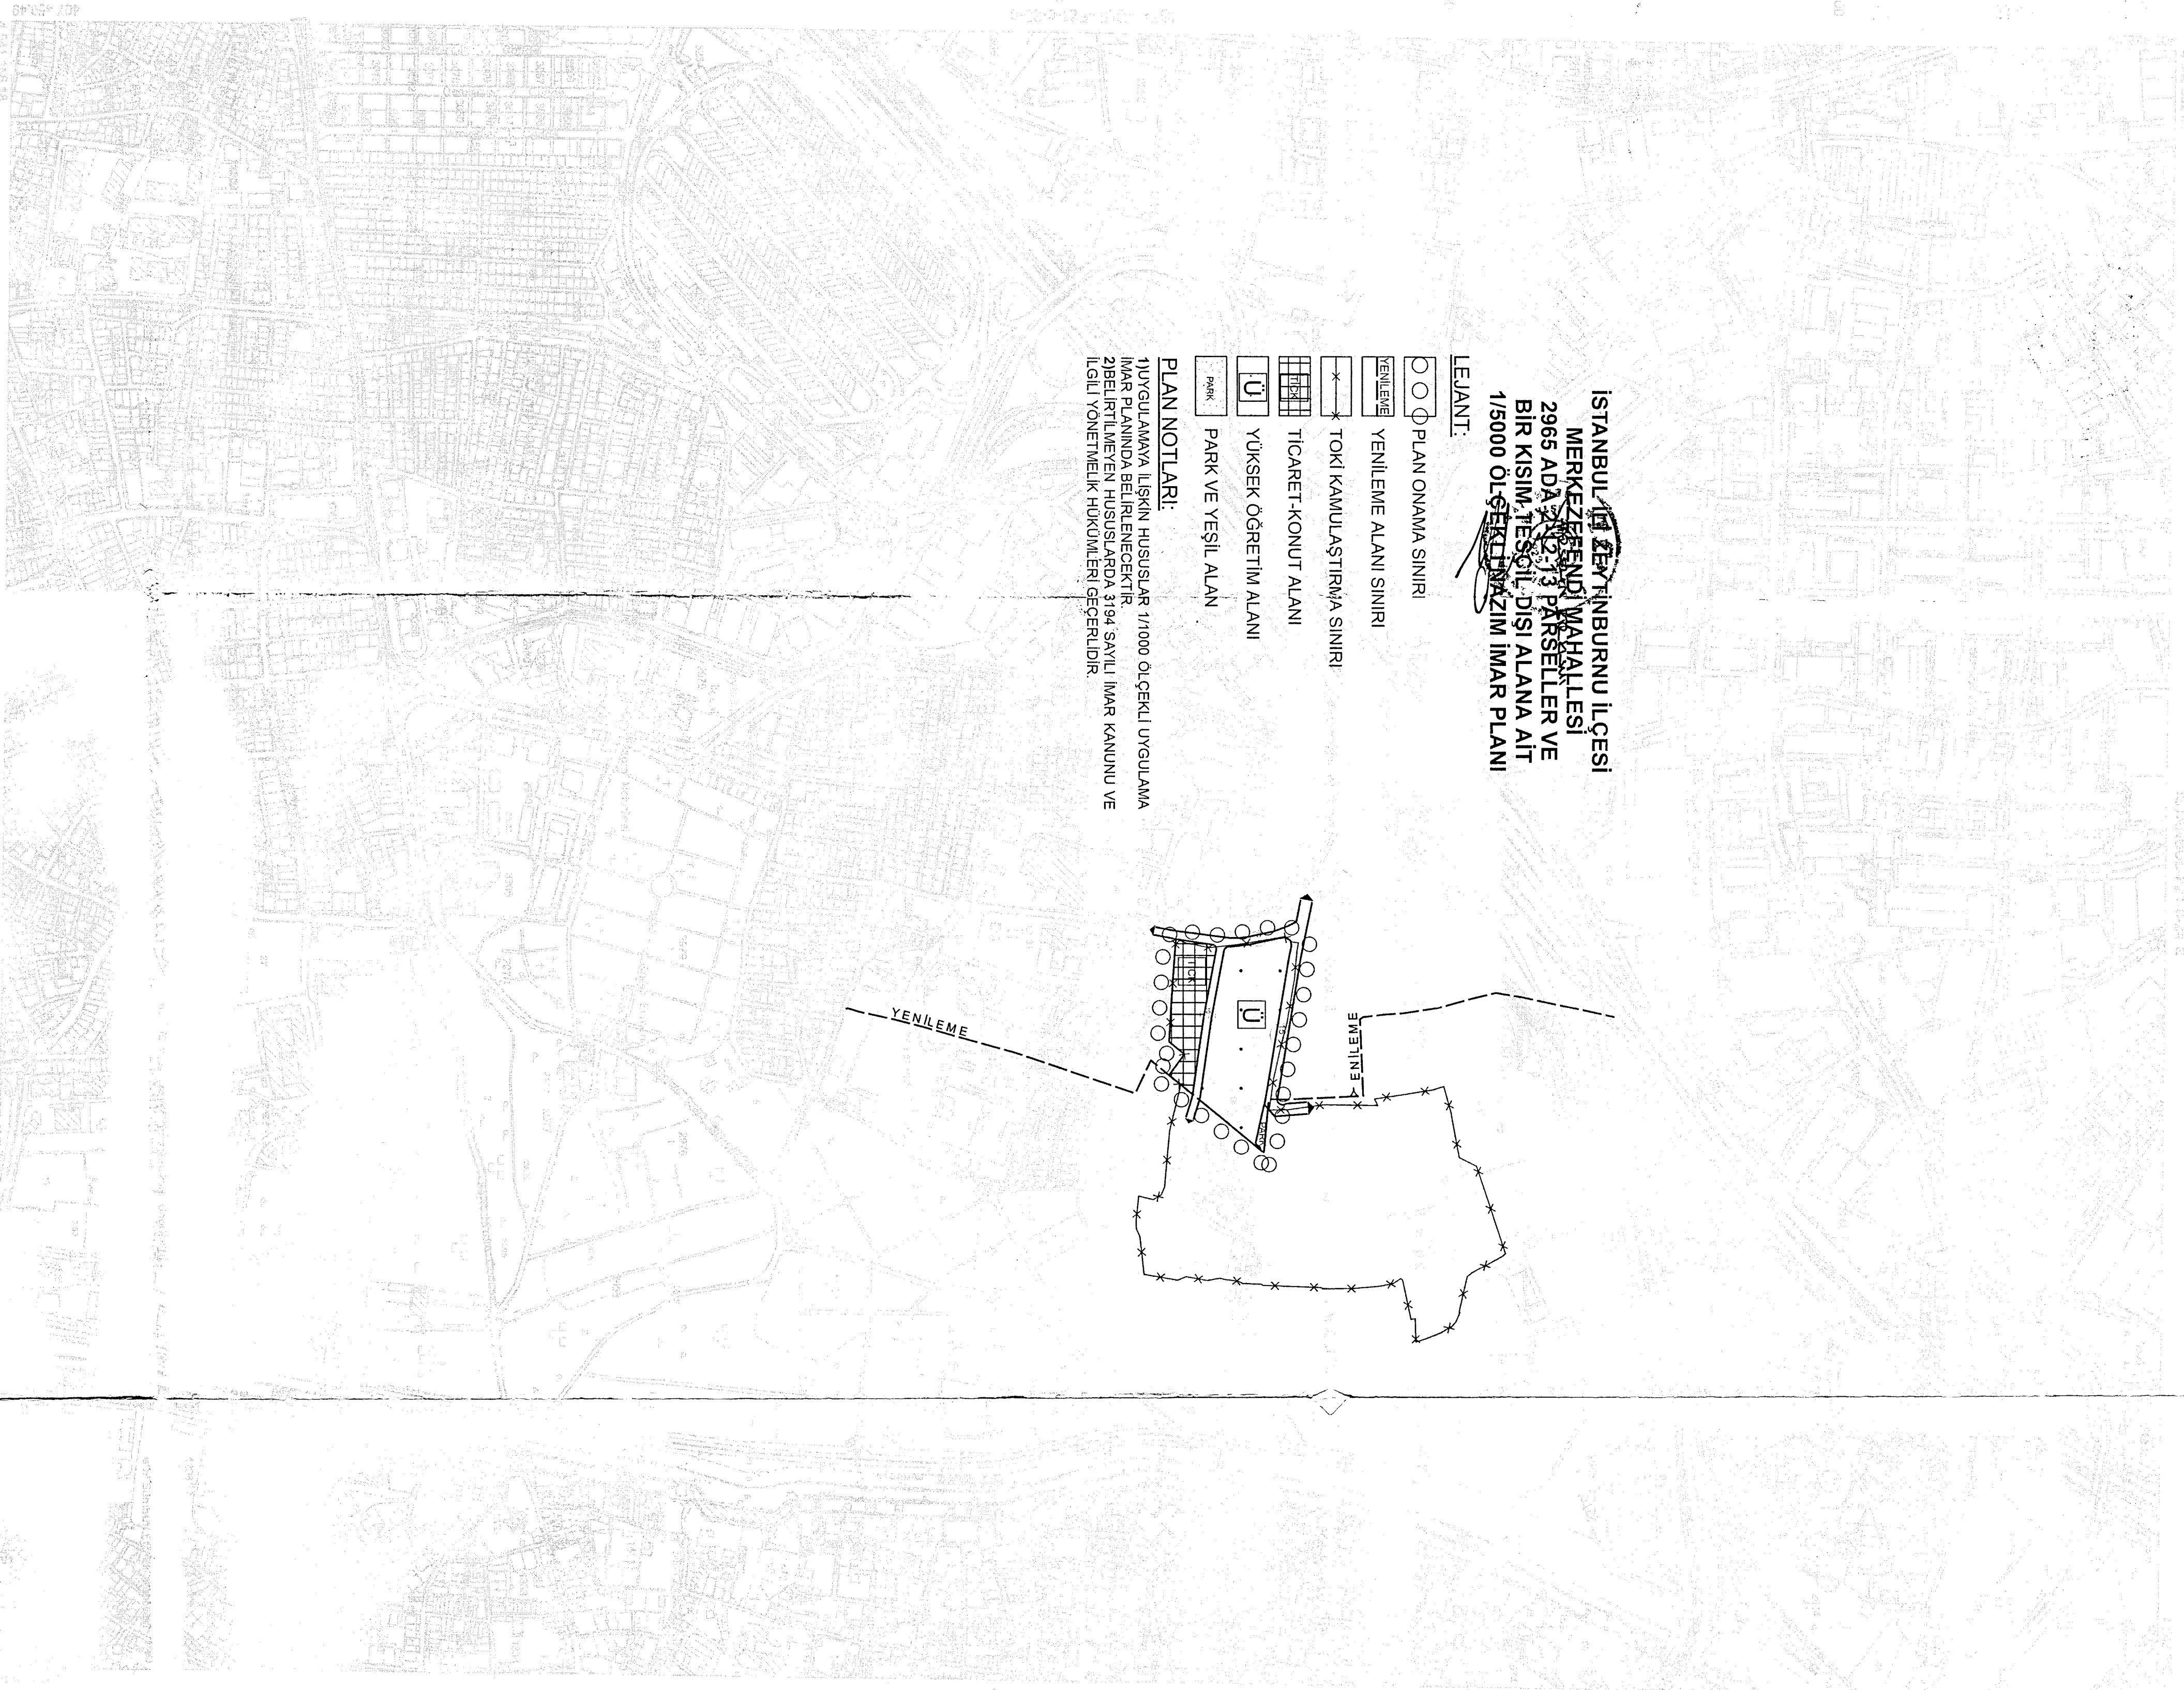 İSTANBUL İLİ ZEYTİNBURNU İLÇESİ
MERKEZEFENDİ MAHALLESİ
2965 ADA PARSELLER VE
BİR KISIM TESCİL DIŞI ALANA AİT
1/5000 ÖLÇEKLİ NAZIM İMAR PLANI
LEJANT:
PLAN ONAMA SINIRI
YENİLEME YENİLEME ALANI SINIRI
TOKİ KAMULAŞTIRMA SINIRI
TİCK TİCARET-KONUT ALANI
Ü YÜKSEK ÖĞRETİM ALANI
PARK PARK VE YEŞİL ALAN
PLAN NOTLARI:
1)UYGULAMAYA İLİŞKİN HUSUSLAR 1/1000 ÖLÇEKLİ UYGULAMA
İMAR PLANINDA BELİRLENECEKTİR.
2)BELİRTİLMEYEN HUSUSLARDA 3194 SAYILI İMAR KANUNU VE
İLGİLİ YÖNETMELİK HÜKÜMLERİ GEÇERLİDİR.
YENİLEME
15
Ü
TİCK
PARK
YENİLEME